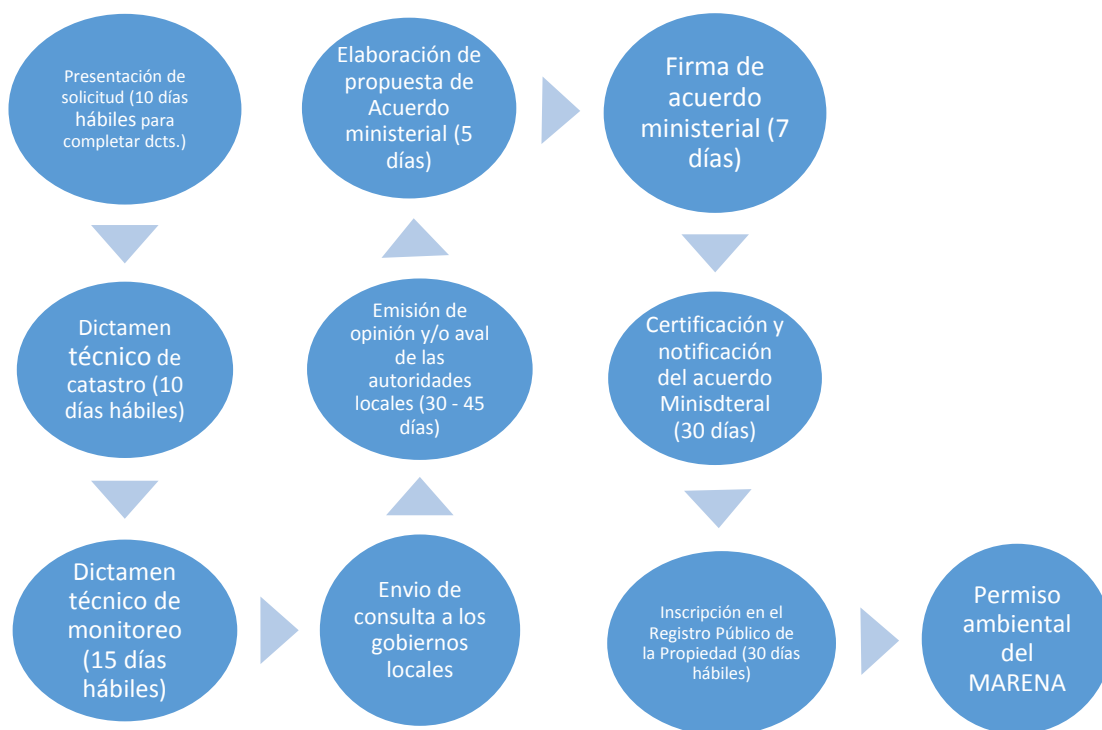 Presentación de
solicitud (10 días
hábiles para
completar dcts.)
Dictamen
técnico de
catastro (10
días hábiles)
Dictamen
técnico de
monitoreo
(15 días
hábiles)
Envio de
consulta a los
gobiernos
locales
Emisión de
opinión y/o aval
de las
autoridades
locales (30 - 45
días)
Elaboración de
propuesta de
Acuerdo
ministerial (5
días)
Firma de
acuerdo
ministerial (7
días)
Certificación y
notificación
del acuerdo
Minisdteral
(30 días)
Inscripción en el
Registro Público de
la Propiedad (30 días
hábiles)
Permiso
ambiental
del
MARENA